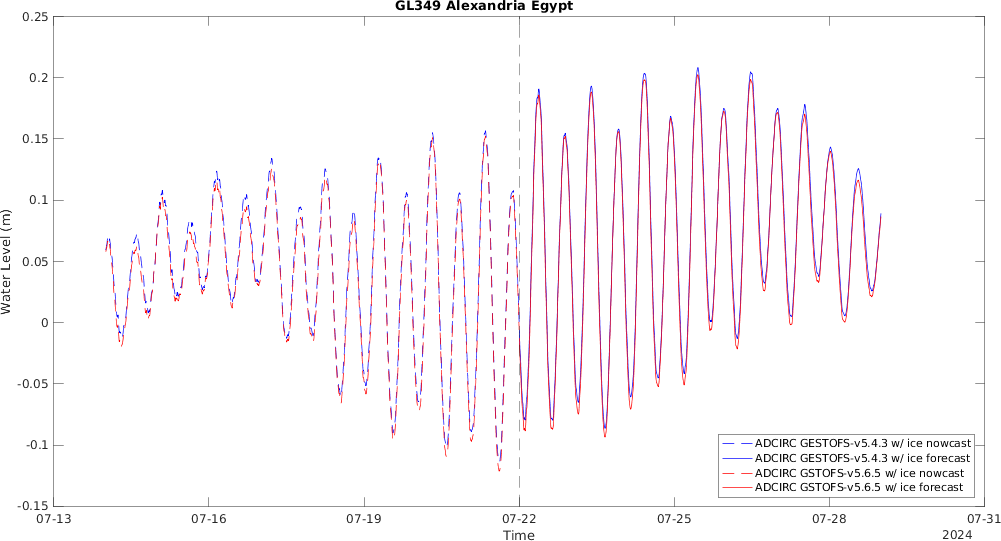 GL349 Alexandria Egypt
0.25
0.2
0.15
0.1
0.05
0
-0.05
-0.1
-0.15
Water Level (m)
07-13 07-16 07-19 07-22 07-25 07-28 07-31
2024
Time
ADCIRC GESTOFS-v5.4.3 w/ ice nowcast
ADCIRC GESTOFS-v5.4.3 w/ ice forecast
ADCIRC GSTOFS-v5.6.5 w/ ice nowcast
ADCIRC GSTOFS-v5.6.5 w/ ice forecast